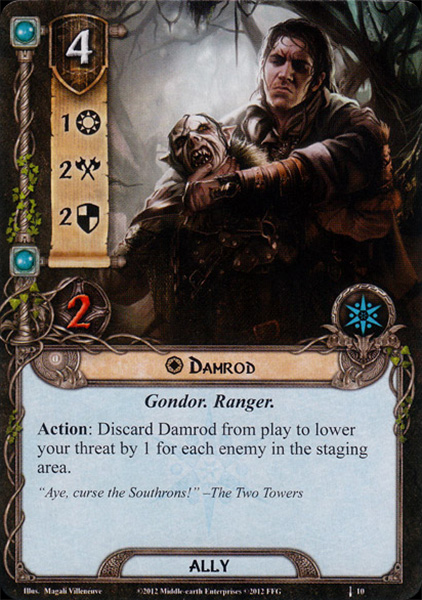 4
1
2
2
2
Damrod
Gondor. Ranger.
Action: Discard Damrod from play to lower
your threat by 1 for each enemy in the staging
area.
“Aye, curse the Southrons!” –The Two Towers
ALLY
Illus. Magali Villeneuve ©2012 Middle-earth Enterprises ©2012 FFG 10